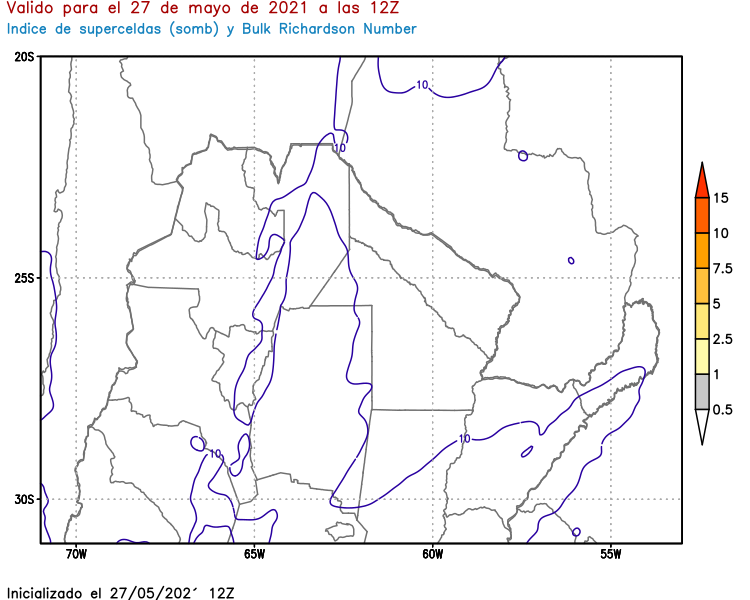 Valido para el 27 de mayo de 2021 a las 12Z
Indice de superceldas (somb) y Bulk Richardson Number
20S
10
10
15
10
7.5
25S
5
2.5
1
0.5
10
10
30S
70W 65W 60W 55W
Inicializado el 27/05/202´ 12Z